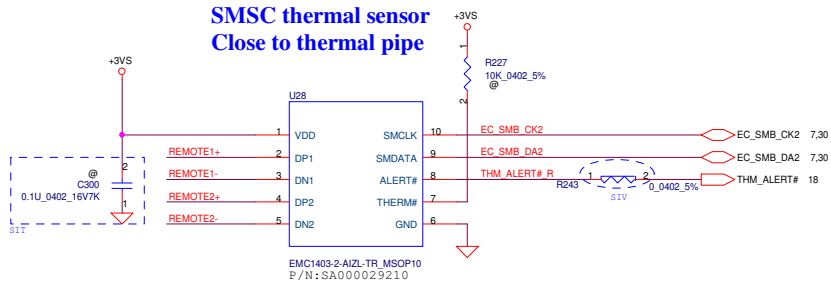 SMSC thermal sensor
Close to thermal pipe
+3VS
+3VS
1
R227
10K_0402_5%
@
2
U28
1 VDD SMCLK 10 EC_SMB_CK2 EC_SMB_CK2 7,30
REMOTE1+ 2 DP1 SMDATA 9 EC_SMB_DA2 EC_SMB_DA2 7,30
REMOTE1- 3 DN1 ALERT# 8 THM_ALERT#_R R243 1 2 0_0402_5% THM_ALERT# 18
REMOTE2+ 4 DP2 THERM# 7
REMOTE2- 5 DN2 GND 6
2
@
C300
0.1U_0402_16V7K
1
SIT
SIV
EMC1403-2-AIZL-TR_MSOP10
P/N:SA000029210